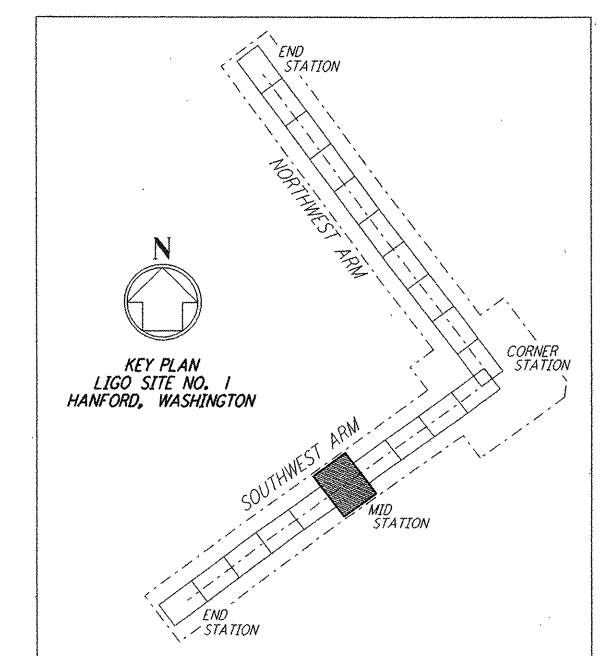 END
STATION
NORTHWEST ARM
N
KEY PLAN
LIGO SITE NO. 1
HANFORD, WASHINGTON
CORNER
STATION
SOUTHWEST ARM
MID
STATION
END
STATION